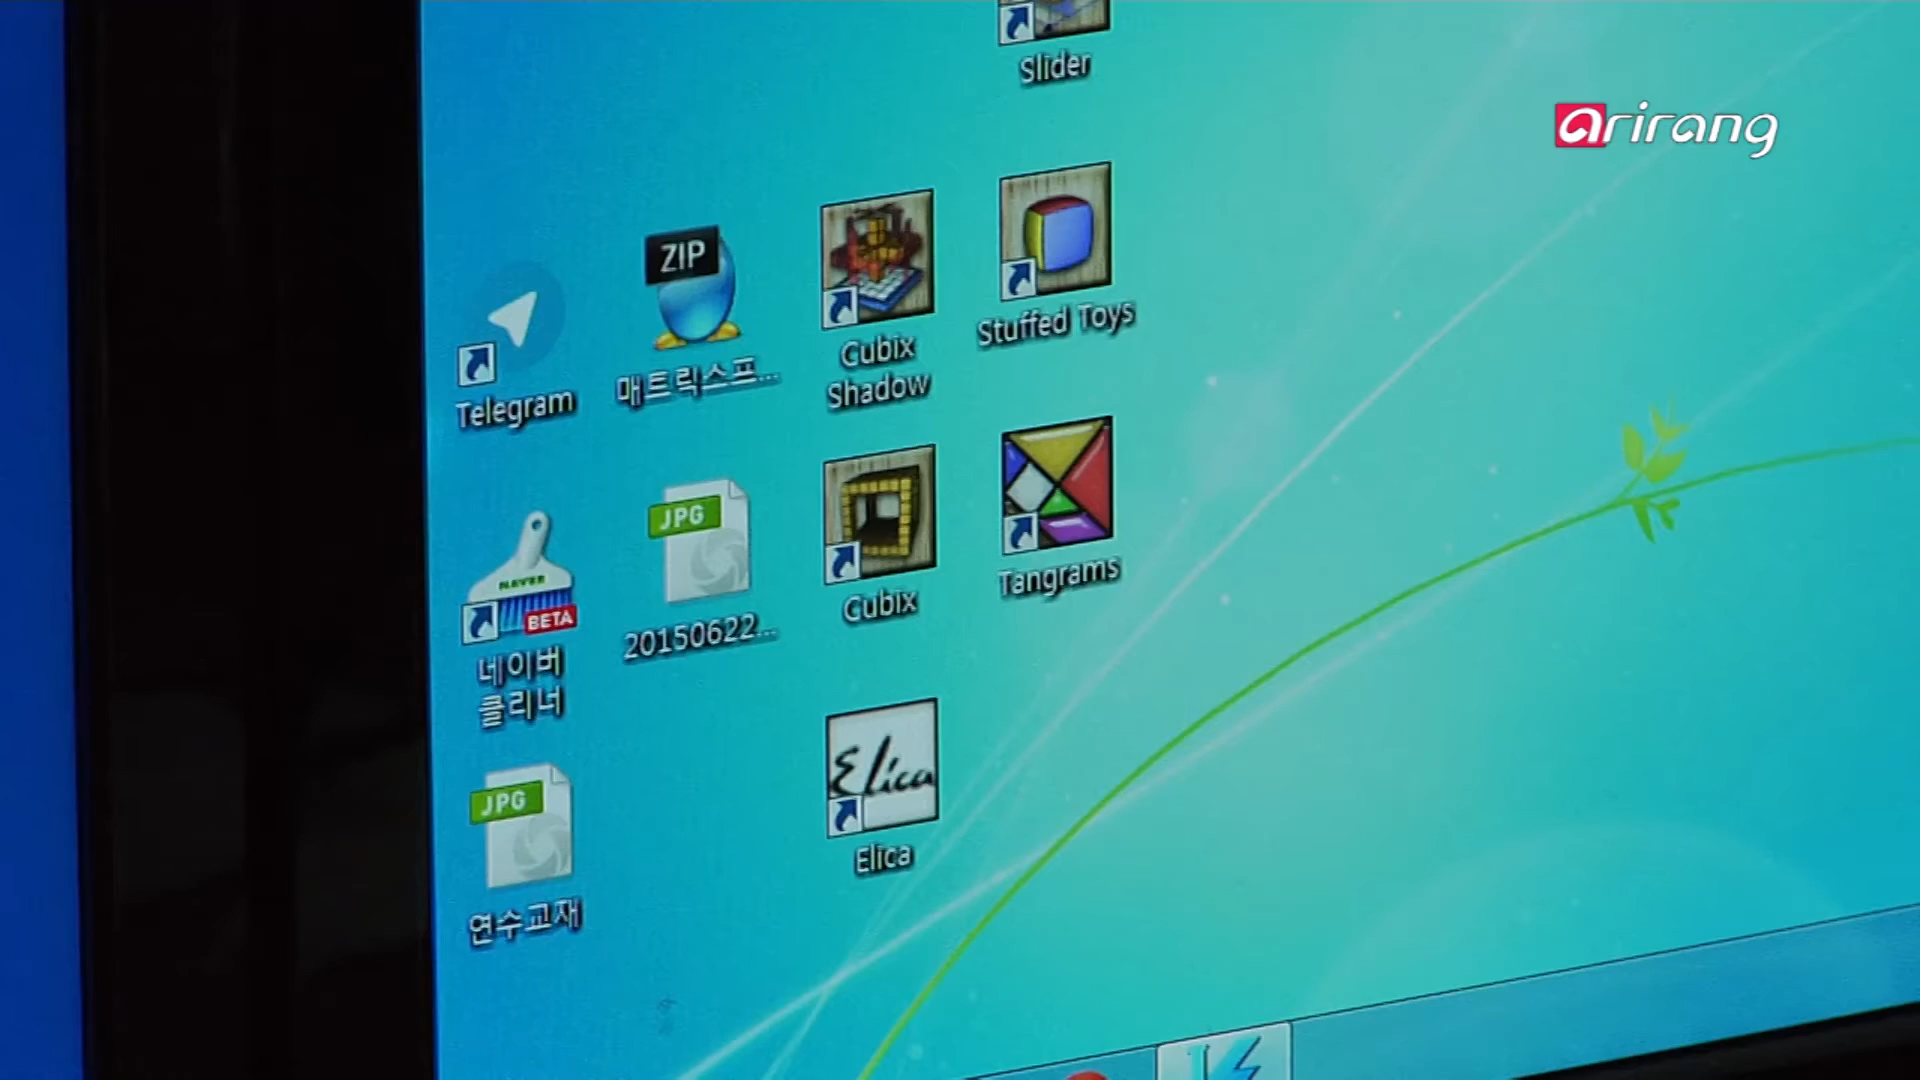 Slider
arirang
ZIP
매트릭스프...
Cubix
Shadow
Stuffed Toys
Telegram
NAVER
BETA
네이버
클리너
JPG
20150622...
Cubix
Tangrams
JPG
연수교재
Elica
Elica